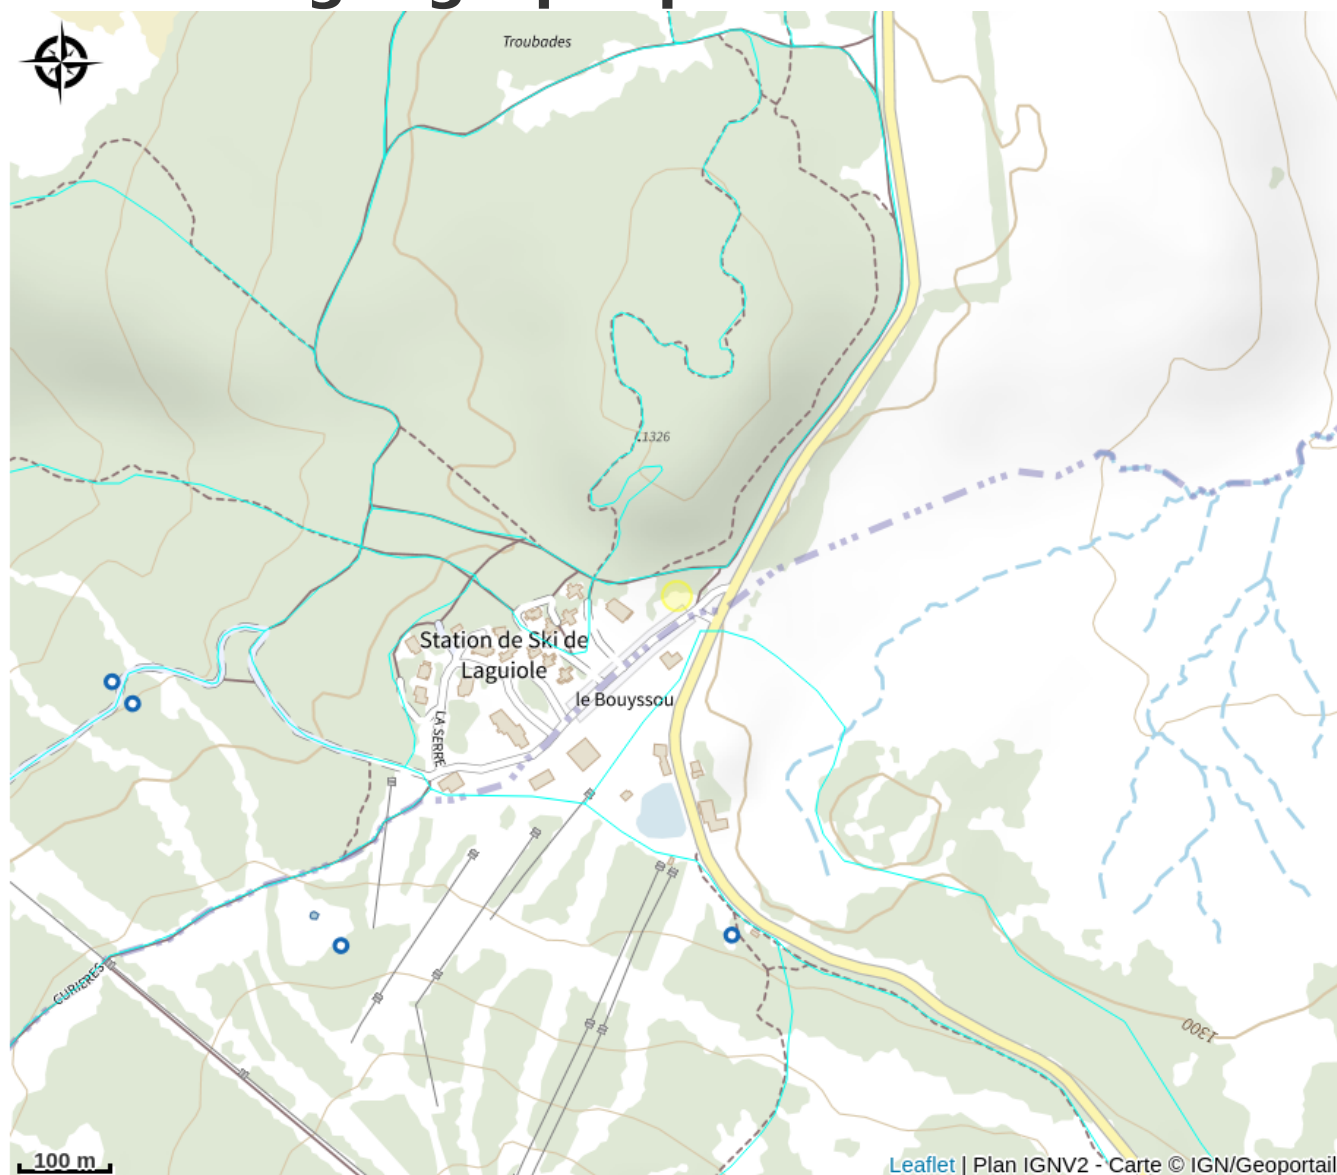 Troubades
1326
Station de Ski de
Laguiole
le Bouyssou
LA SERRE
CURIERES
1300
100 m
Leaflet | Plan IGNV2 - Carte © IGN/Geoportail